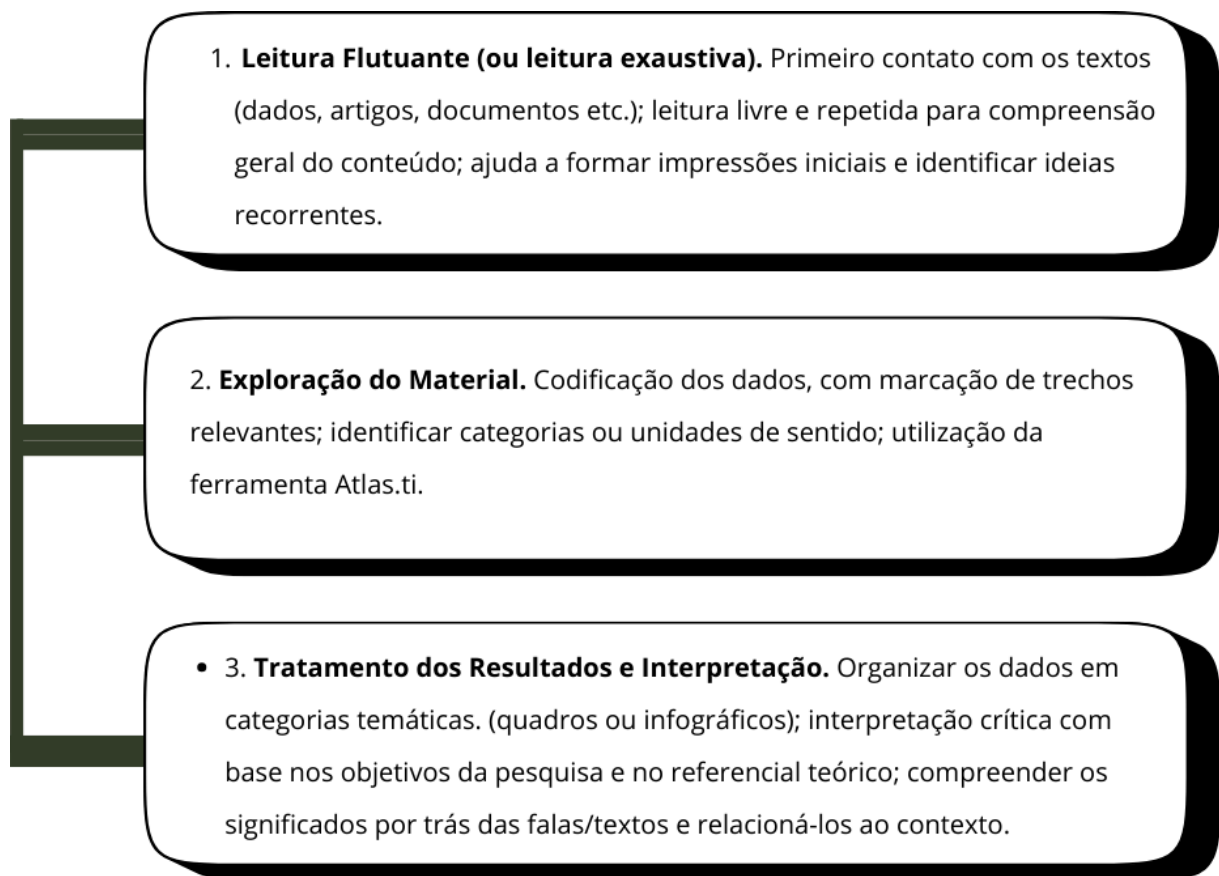 1. Leitura Flutuante (ou leitura exaustiva). Primeiro contato com os textos
(dados, artigos, documentos etc.); leitura livre e repetida para compreensão
geral do conteúdo; ajuda a formar impressões iniciais e identificar ideias
recorrentes.
2. Exploração do Material. Codificação dos dados, com marcação de trechos
relevantes; identificar categorias ou unidades de sentido; utilização da
ferramenta Atlas.ti.
• 3. Tratamento dos Resultados e Interpretação. Organizar os dados em
categorias temáticas. (quadros ou infográficos); interpretação crítica com
base nos objetivos da pesquisa e no referencial teórico; compreender os
significados por trás das falas/textos e relacioná-los ao contexto.